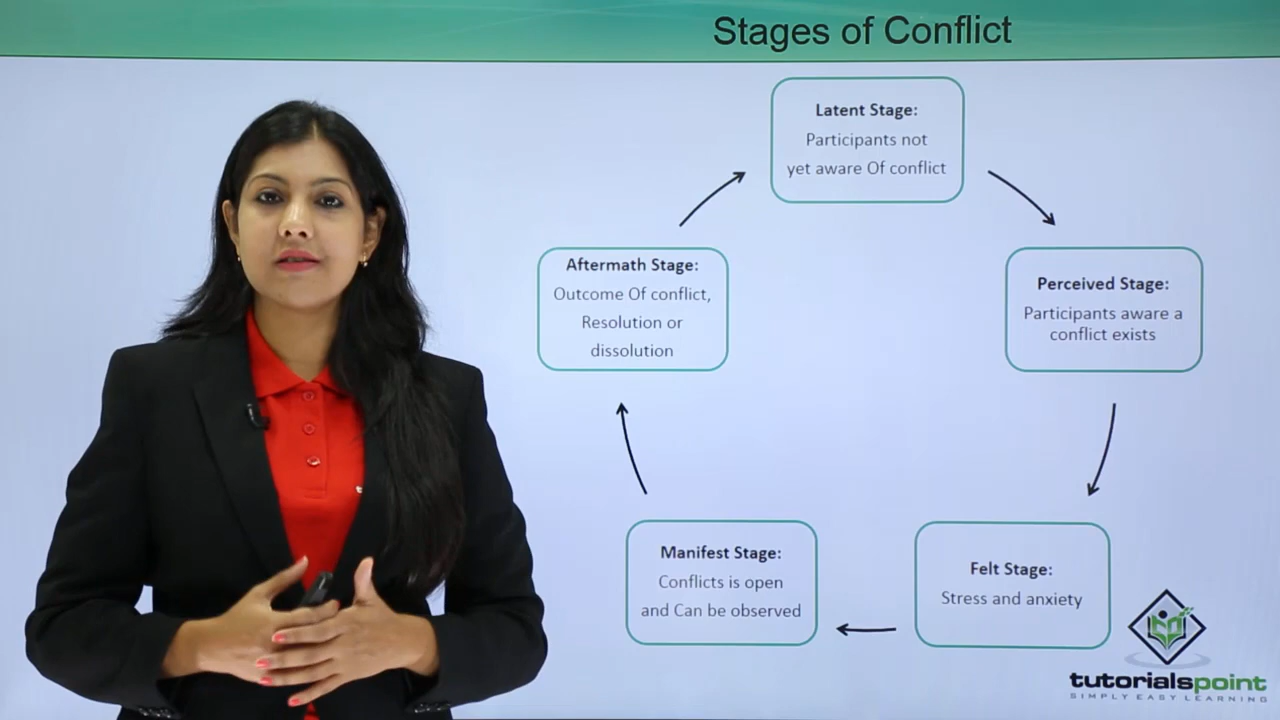 Stages of Conflict
Latent Stage:
Participants not
yet aware Of conflict
Perceived Stage:
Participants aware a
conflict exists
Felt Stage:
Stress and anxiety
Manifest Stage:
Conflicts is open
and Can be observed
Aftermath Stage:
Outcome Of conflict,
Resolution or
dissolution
tutorialspoint
SIMPLY EASY LEARNING